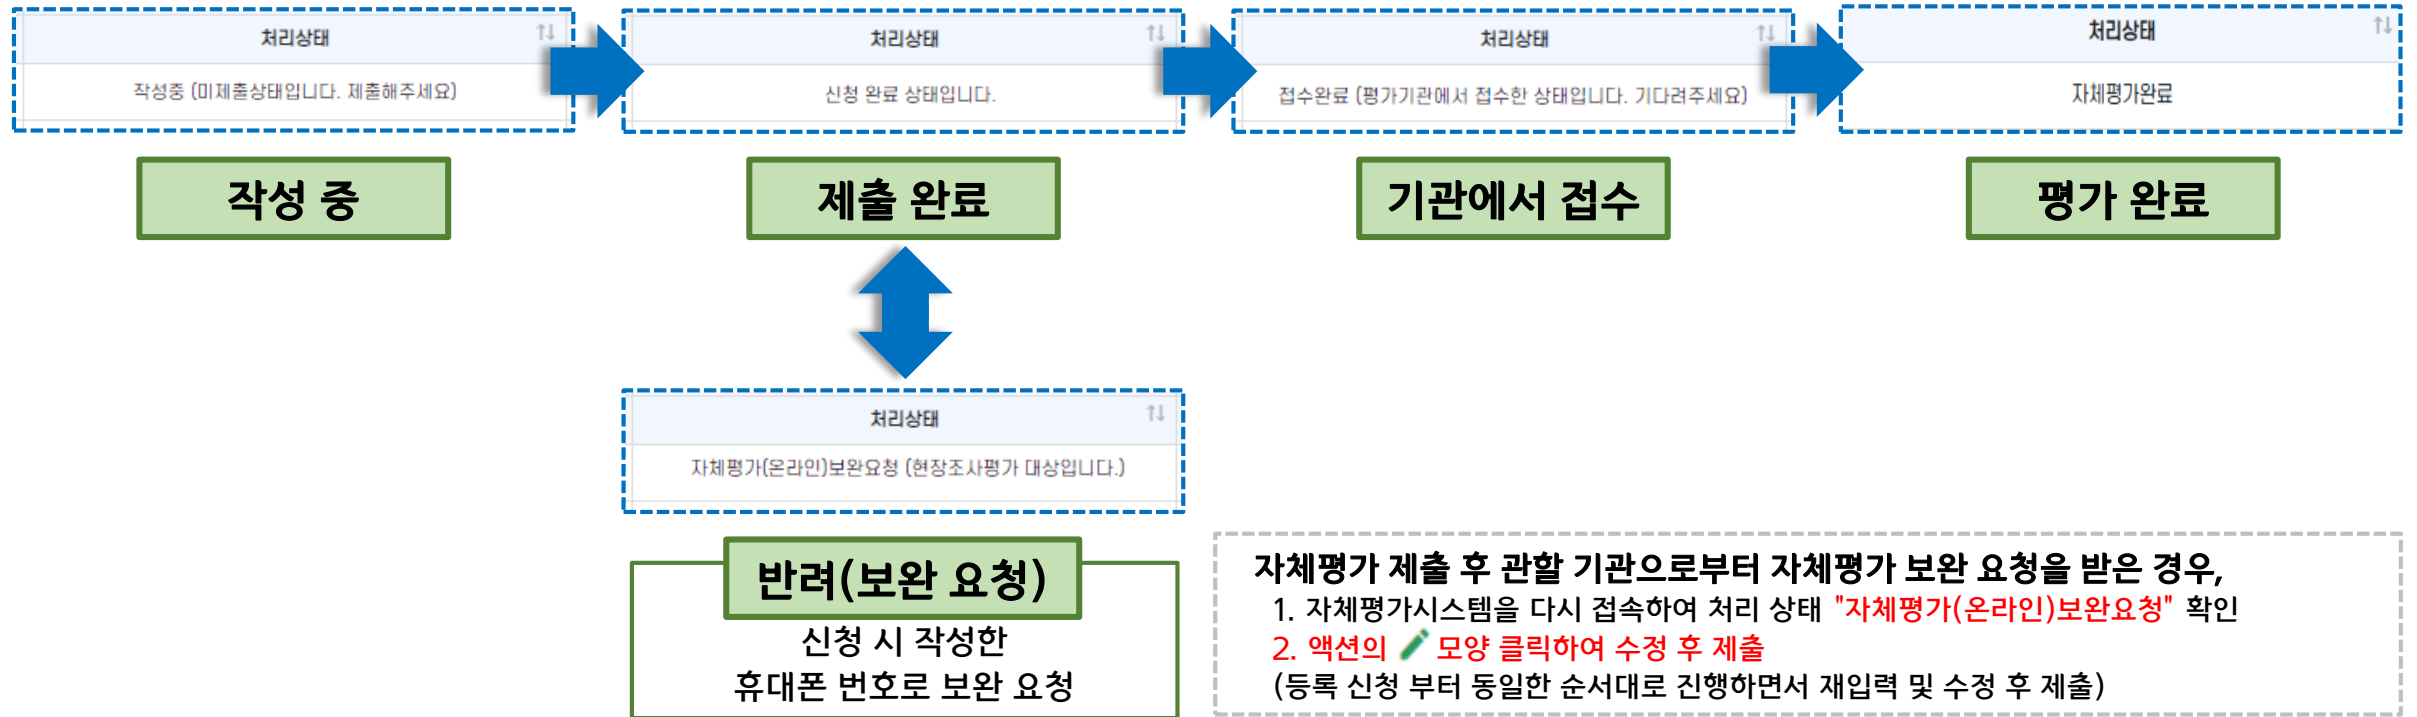 처리상태
작성중 (미제출상태입니다. 제출해주세요)
작성 중
처리상태
신청 완료 상태입니다.
제출 완료
처리상태
접수완료 (평가기관에서 접수한 상태입니다. 기다려주세요)
기관에서 접수
처리상태
자체평가완료
평가 완료
처리상태
자체평가(온라인)보완요청 (현장조사평가 대상입니다.)
반려(보완 요청)
신청 시 작성한
휴대폰 번호로 보완 요청
자체평가 제출 후 관할 기관으로부터 자체평가 보완 요청을 받은 경우,
1. 자체평가시스템을 다시 접속하여 처리 상태 "자체평가(온라인)보완요청" 확인
2. 액션의 모양 클릭하여 수정 후 제출
(등록 신청 부터 동일한 순서대로 진행하면서 재입력 및 수정 후 제출)